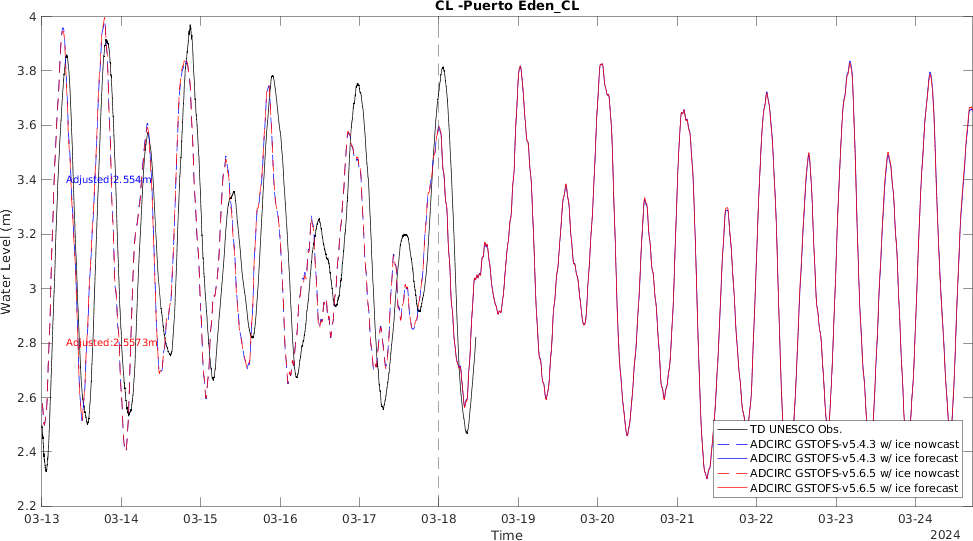 CL -Puerto Eden_CL
4
3.8
3.6
3.4
3.2
3
2.8
2.6
2.4
2.2
Water Level (m)
Adjusted:2.554m
Adjusted:2.5573m
TD UNESCO Obs.
ADCIRC GSTOFS-v5.4.3 w/ ice nowcast
ADCIRC GSTOFS-v5.4.3 w/ ice forecast
ADCIRC GSTOFS-v5.6.5 w/ ice nowcast
ADCIRC GSTOFS-v5.6.5 w/ ice forecast
03-13 03-14 03-15 03-16 03-17 03-18 03-19 03-20 03-21 03-22 03-23 03-24
Time
2024